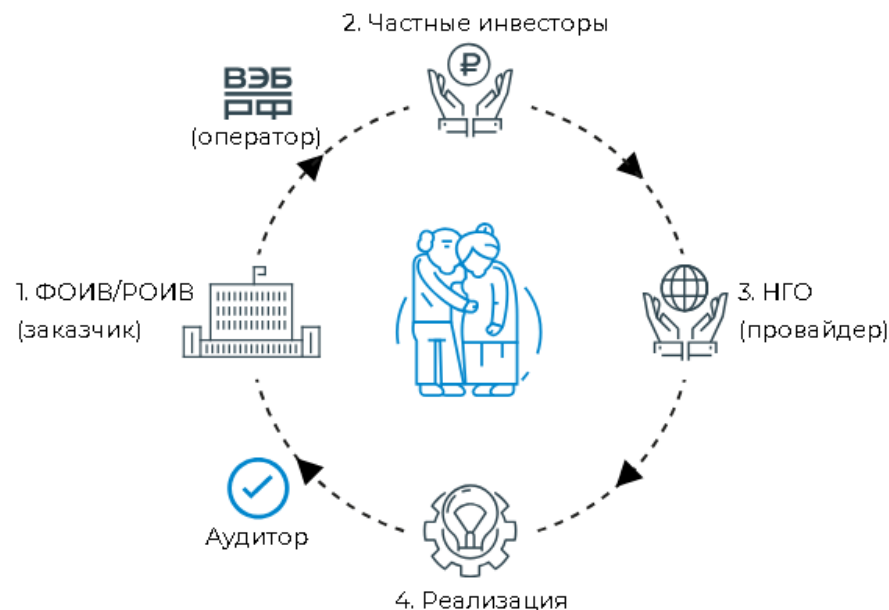 2. Частные инвесторы
ВЭБ
РФ
(оператор)
1. ФОИВ/РОИВ
(заказчик)
3. НГО
(провайдер)
Аудитор
4. Реализация